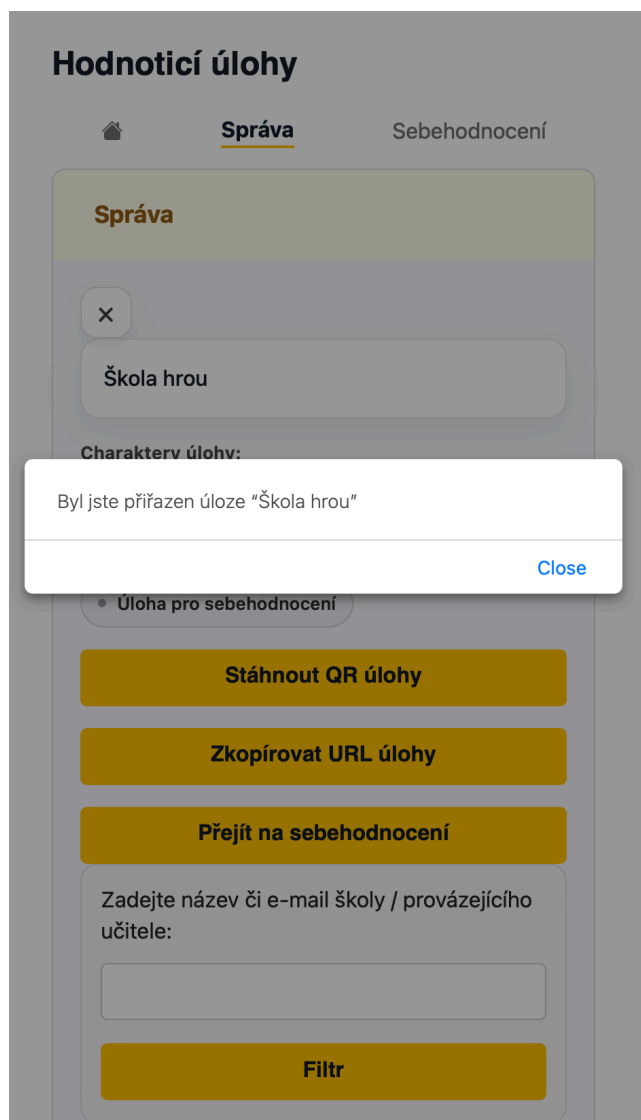 Hodnoticí úlohy
Správa
Sebehodnocení
Správa
×
Škola hrou
Charaktery úlohy:
Byl jste přiřazen úloze “Škola hrou”
Close
Úloha pro sebehodnocení
Stáhnout QR úlohy
Zkopírovat URL úlohy
Přejít na sebehodnocení
Zadejte název či e-mail školy / provázejícího
učitele:
Filtr